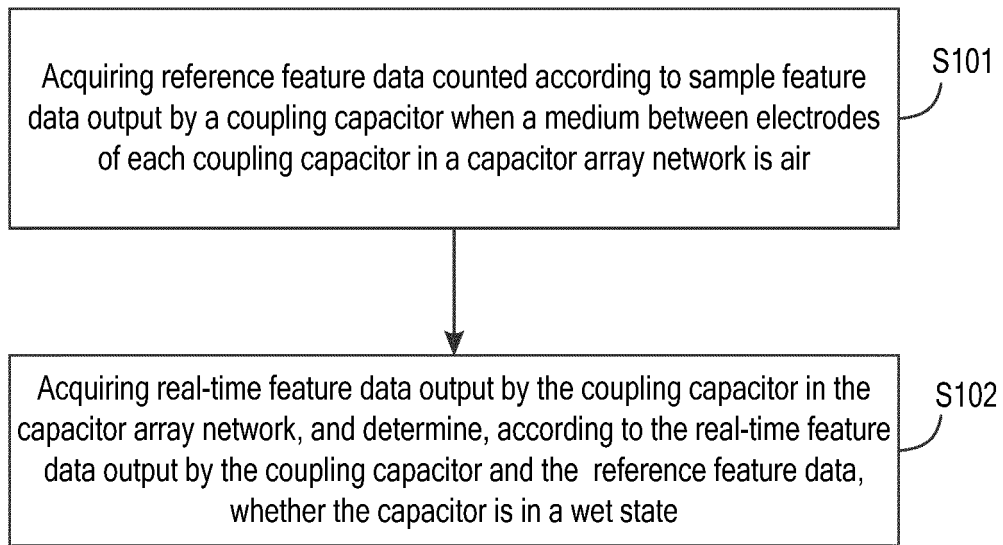 Acquiring reference feature data counted according to sample feature
data output by a coupling capacitor when a medium between electrodes
of each coupling capacitor in a capacitor array network is air
S101
Acquiring real-time feature data output by the coupling capacitor in the
capacitor array network, and determine, according to the real-time feature
data output by the coupling capacitor and the reference feature data,
whether the capacitor is in a wet state
S102